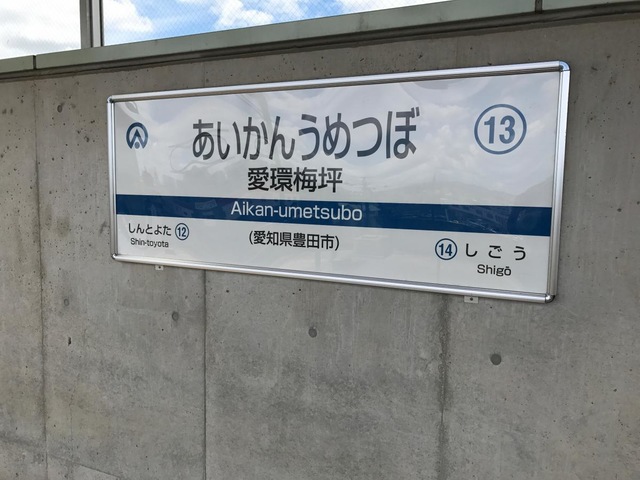 あいかんうめつぼ
13
愛環梅坪
Aikan-umetsubo
しんとよた 12
Shin-toyota
(愛知県豊田市)
14 しごう
Shigō